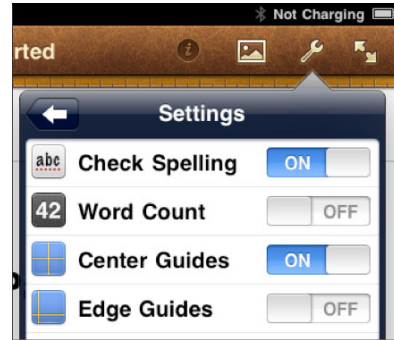 Not Charging
rted
Settings
abc Check Spelling ON
42 Word Count OFF
Center Guides ON
Edge Guides OFF